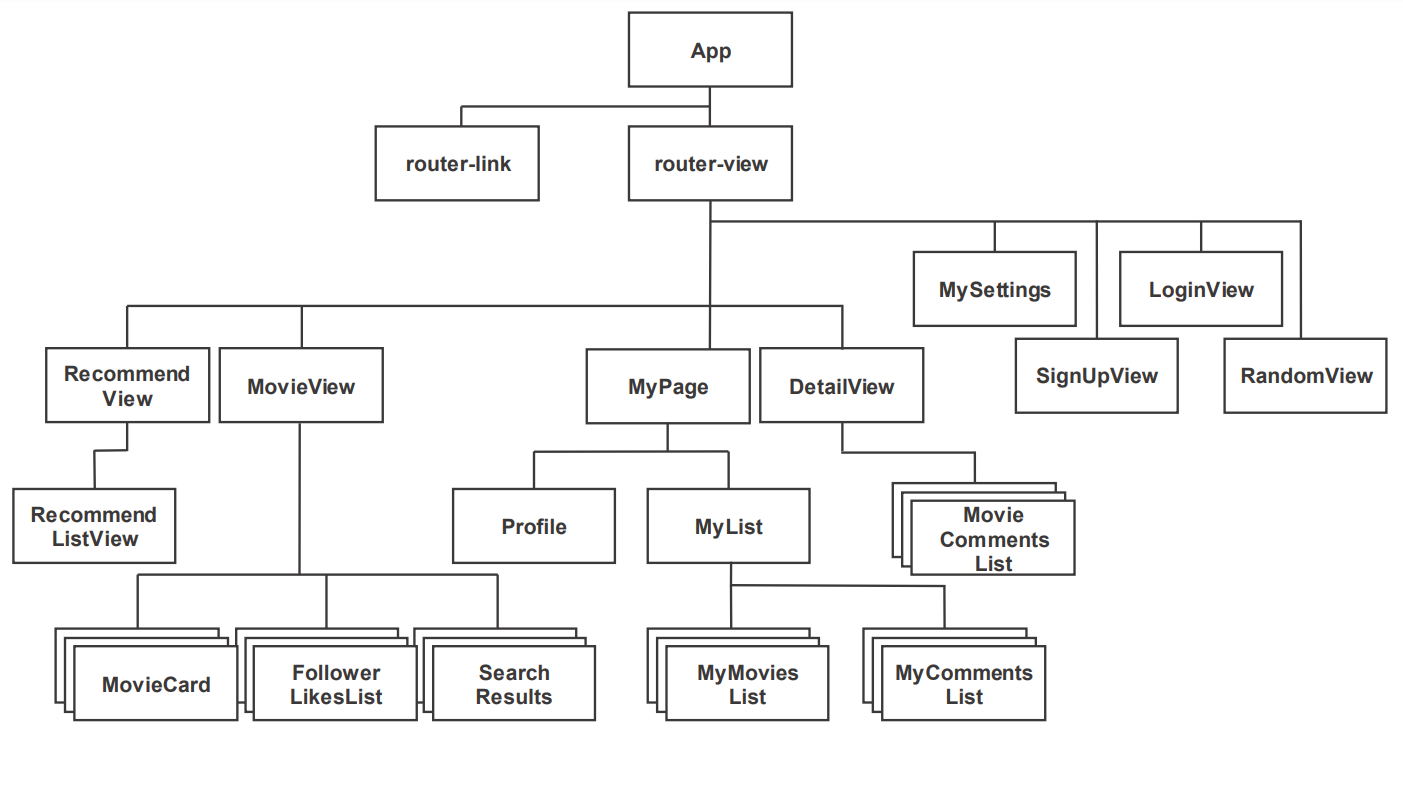 App
router-link
router-view
MySettings
LoginView
SignUpView
RandomView
Recommend
View
MovieView
MyPage
DetailView
Recommend
ListView
Profile
MyList
Movie
Comments
List
MovieCard
Follower
LikesList
Search
Results
MyMovies
List
MyComments
List